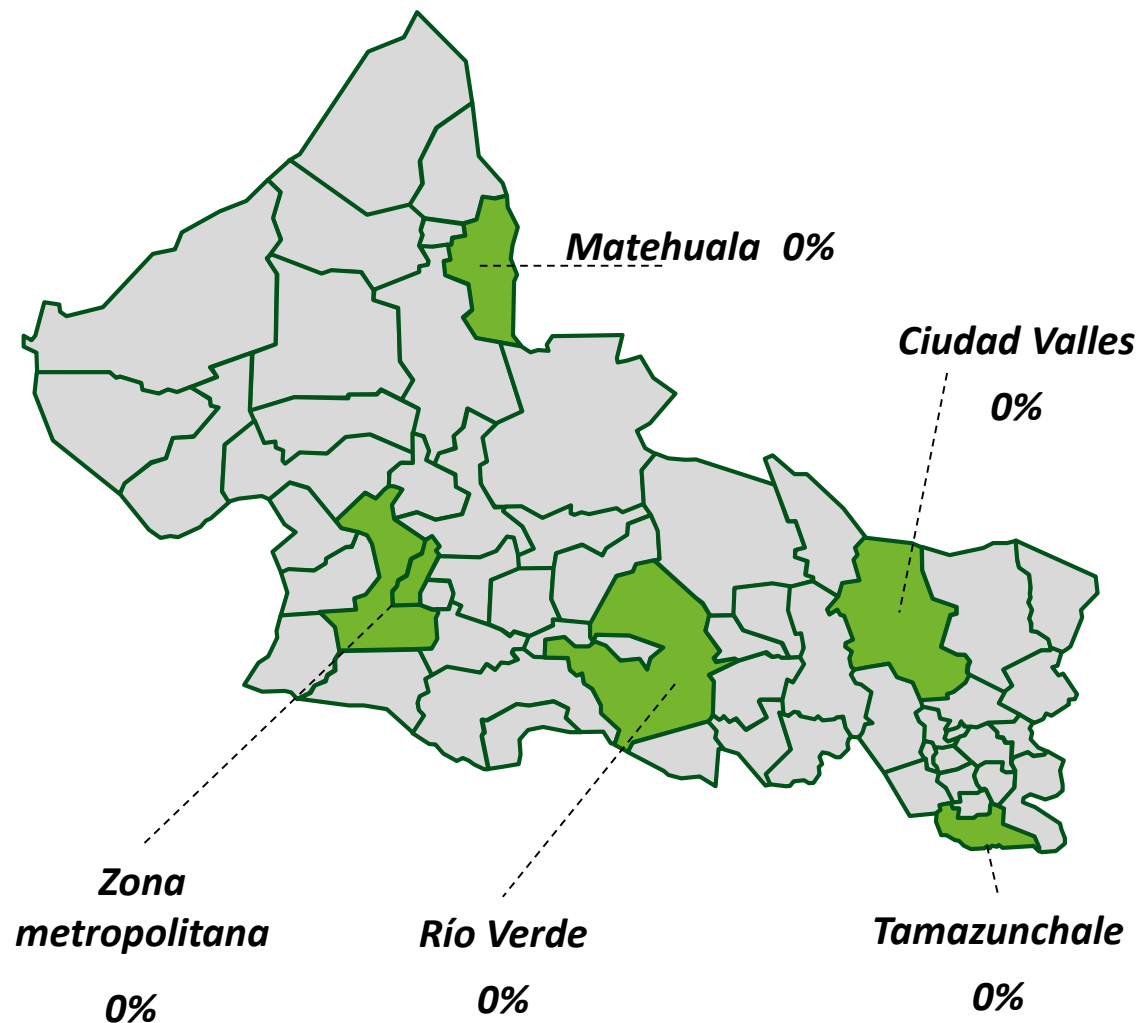 Matehuala 0%
Ciudad Valles
0%
Zona
metropolitana
0%
Río Verde
0%
Tamazunchale
0%